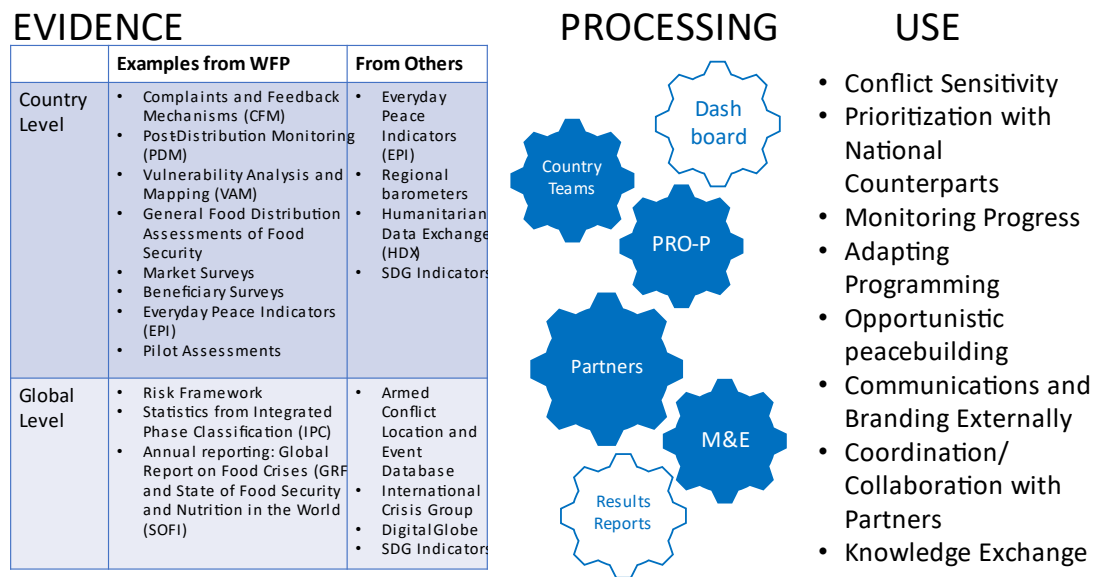 EVIDENCE
PROCESSING
USE
Examples from WFP
From Others
Country
Level
• Complaints and Feedback
Mechanisms (CFM)
• PostDistribution Monitoring
(PDM)
• Vulnerability Analysis and
Mapping (VAM)
• General Food Distribution
Assessments of Food
Security
• Market Surveys
• Beneficiary Surveys
• Everyday Peace Indicators
(EPI)
• Pilot Assessments
• Everyday
Peace
Indicators
(EPI)
• Regional
barometers
• Humanitarian
Data Exchange
(HDX)
• SDG Indicators
Global
Level
• Risk Framework
• Statistics from Integrated
Phase Classification (IPC)
• Annual reporting: Global
Report on Food Crises (GRF
and State of Food Security
and Nutrition in the World
(SOFI)
• Armed
Conflict
Location and
Event
Database
• International
Crisis Group
• DigitalGlobe
• SDG Indicators
Dash
board
Country
Teams
PRO-P
Partners
M&E
Results
Reports
• Conflict Sensitivity
• Prioritization with
National
Counterparts
• Monitoring Progress
• Adapting
Programming
• Opportunistic
peacebuilding
• Communications and
Branding Externally
• Coordination/
Collaboration with
Partners
• Knowledge Exchange